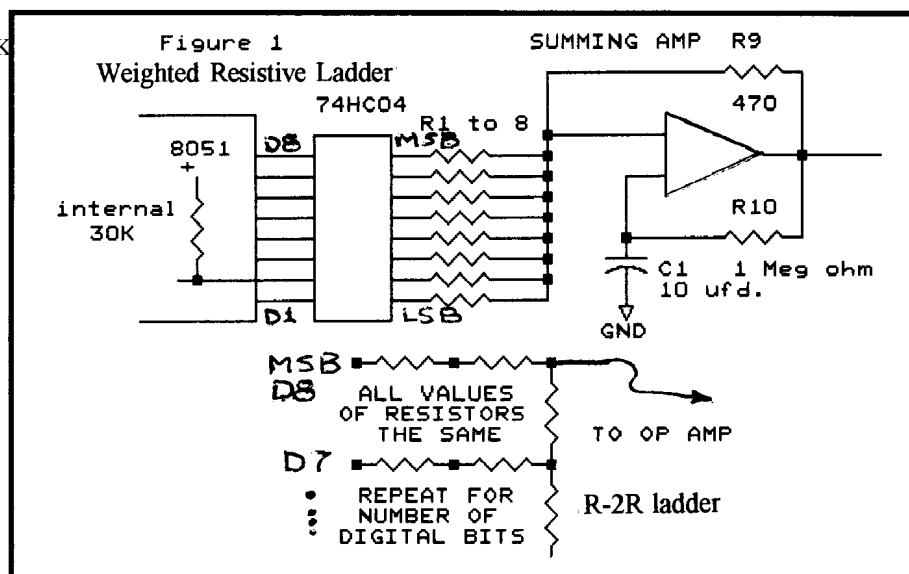 K
Figure 1
Weighted Resistive Ladder
SUMMING AMP R9
470
74HC04
R1 to 8
8051
+
D8
MSB
internal
30K
R10
1 Meg ohm
C1
10 ufd.
D1
LSB
GND
MSB
D8
ALL VALUES
OF RESISTORS
THE SAME
TO OP AMP
D7
REPEAT FOR
NUMBER OF
DIGITAL BITS
R-2R ladder